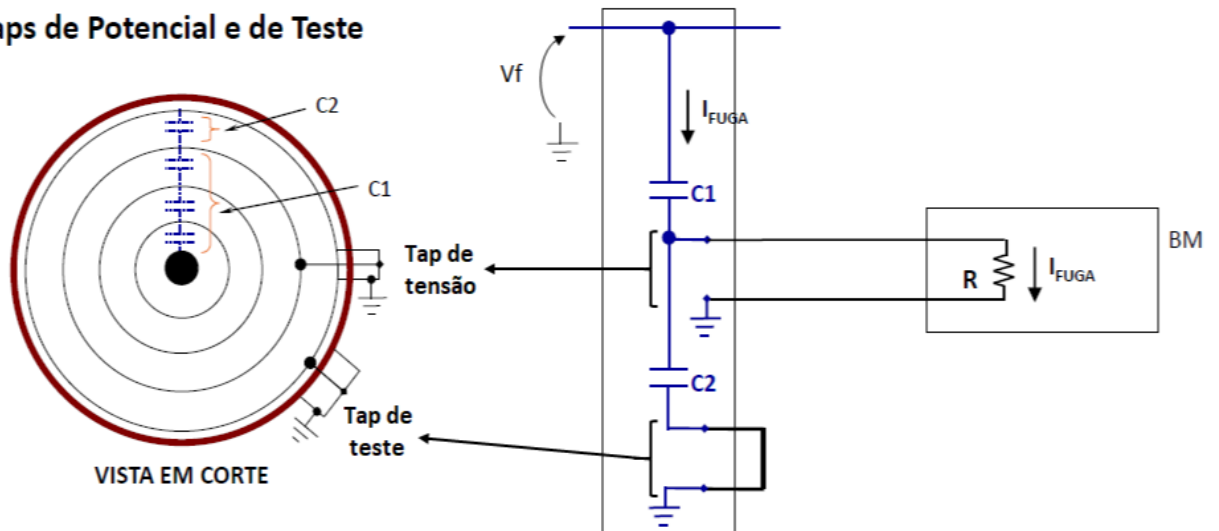 aps de Potencial e de Teste
C2
C1
Tap de
tensão
Tap de
teste
VISTA EM CORTE
Vf
IFUGA
C1
C2
R
IFUGA
BM